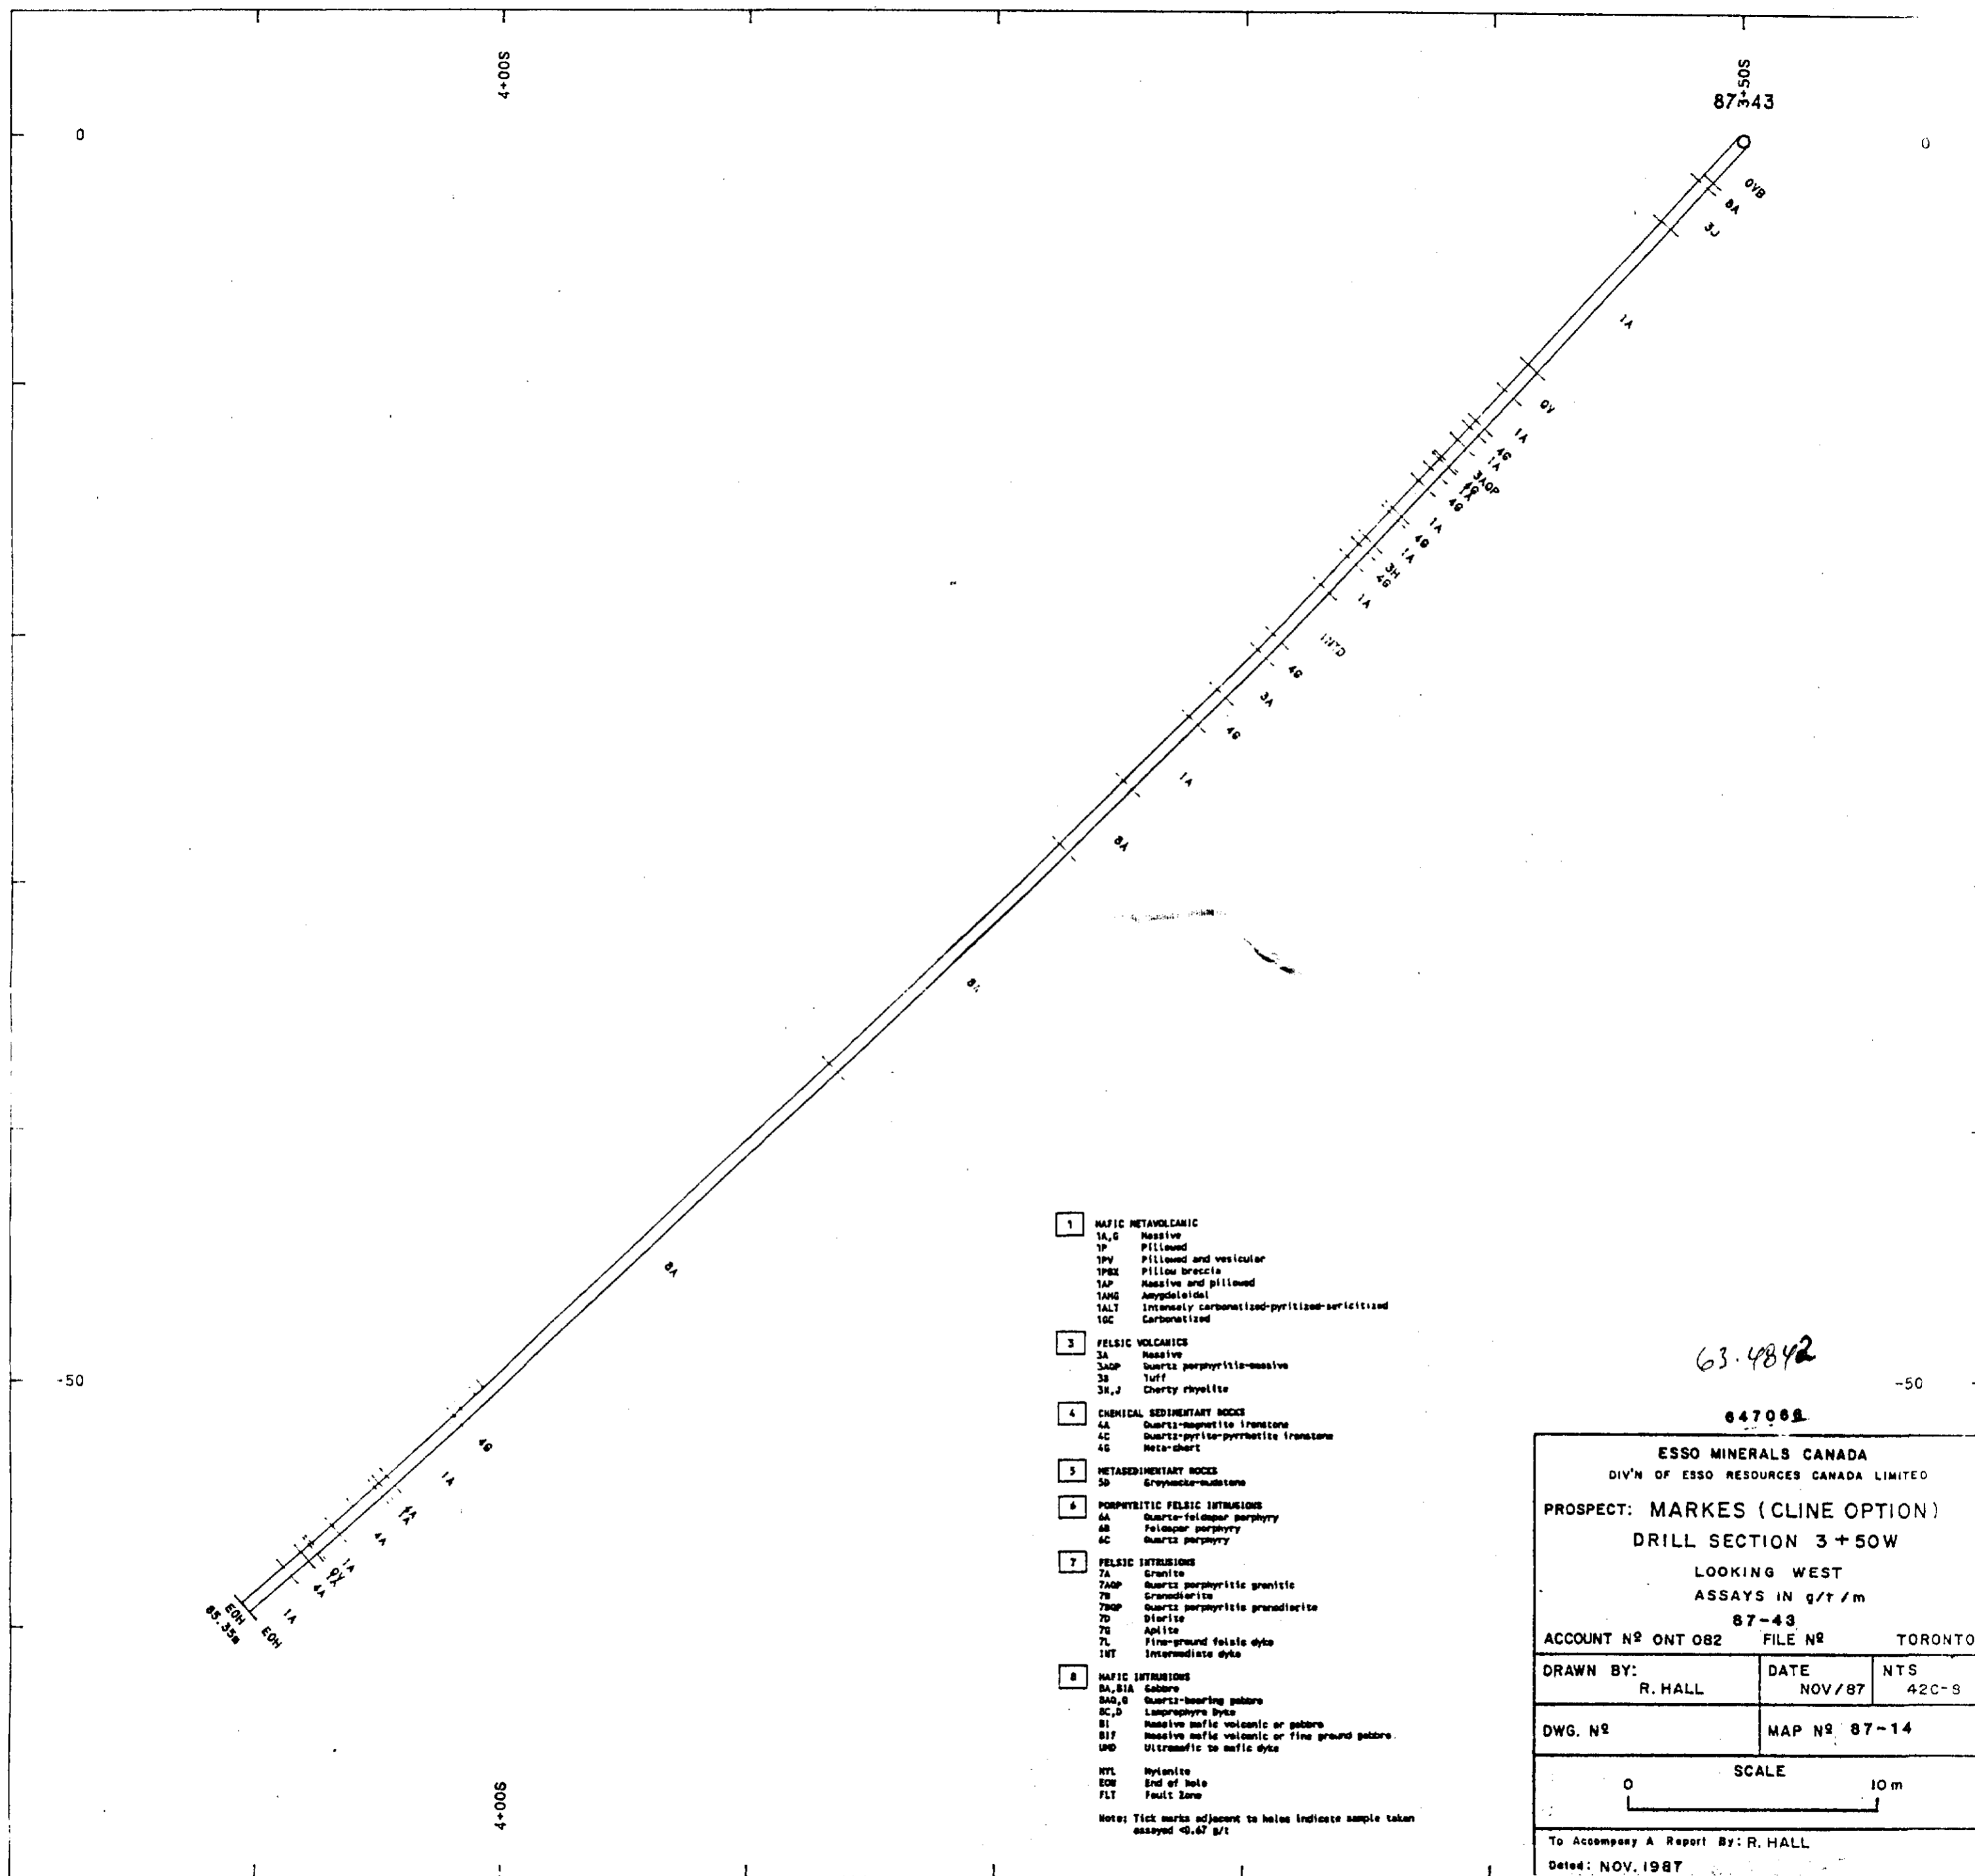 4+00S
3+50S
87-43
0
0
OVB
8A
3J
1A
QV
1A
4G
1A
3AQP
4G
1A
4G
1A
4G
1A
3H
4G
1A
4G
3A
4G
1A
8A
8A
8A
4G
1A
4A
1A
4A
1A
QV
1A
4A
1A
EOH
85.35m
EOH
-50
-50
1 MAFIC METAVOLCANIC
1A,G Massive
1P Pillowed
1PV Pillowed and vesicular
1PBX Pillow breccia
1AP Massive and pillowed
1AMG Amygdaloidal
1ALT Intensely carbonatized-pyritized-sericitized
1GC Carbonatized
3 FELSIC VOLCANICS
3A Massive
3AQP Quartz porphyritic-massive
3B Tuff
3H,J Cherty rhyolite
4 CHEMICAL SEDIMENTARY ROCKS
4A Quartz-magnetite ironstone
4C Quartz-pyrite-pyrrhotite ironstone
4G Meta-chert
5 METASEDIMENTARY ROCKS
5D Greywacke-mudstone
6 PORPHYRITIC FELSIC INTRUSIONS
6A Quartz-feldspar porphyry
6B Feldspar porphyry
6C Quartz porphyry
7 FELSIC INTRUSIONS
7A Granite
7AQP Quartz porphyritic granitic
7B Granodiorite
7BQP Quartz porphyritic granodiorite
7D Diorite
7G Aplite
7L Fine-ground felsic dyke
INT Intermediate dyke
8 MAFIC INTRUSIONS
8A,81A Gabbro
8AQ,G Quartz-bearing gabbro
8C,D Lamprophyre Dyke
81 Massive mafic volcanic or gabbro
81F Massive mafic volcanic or fine ground gabbro.
UMD Ultramafic to mafic dyke
MYL Mylonite
EOH End of hole
FLT Fault Zone
Note: Tick marks adjacent to holes indicate sample taken
assayed <0.67 g/t
63.4842
64706
ESSO MINERALS CANADA
DIV'N OF ESSO RESOURCES CANADA LIMITED
PROSPECT: MARKES (CLINE OPTION)
DRILL SECTION 3+50W
LOOKING WEST
ASSAYS IN g/t/m
87-43
ACCOUNT Nº ONT 082 FILE Nº TORONTO
DRAWN BY: R. HALL
DATE NOV/87
NTS 42C-8
DWG. Nº
MAP Nº 87-14
SCALE
0 10 m
To Accompany A Report By: R. HALL
Dated: NOV. 1987
4+00S